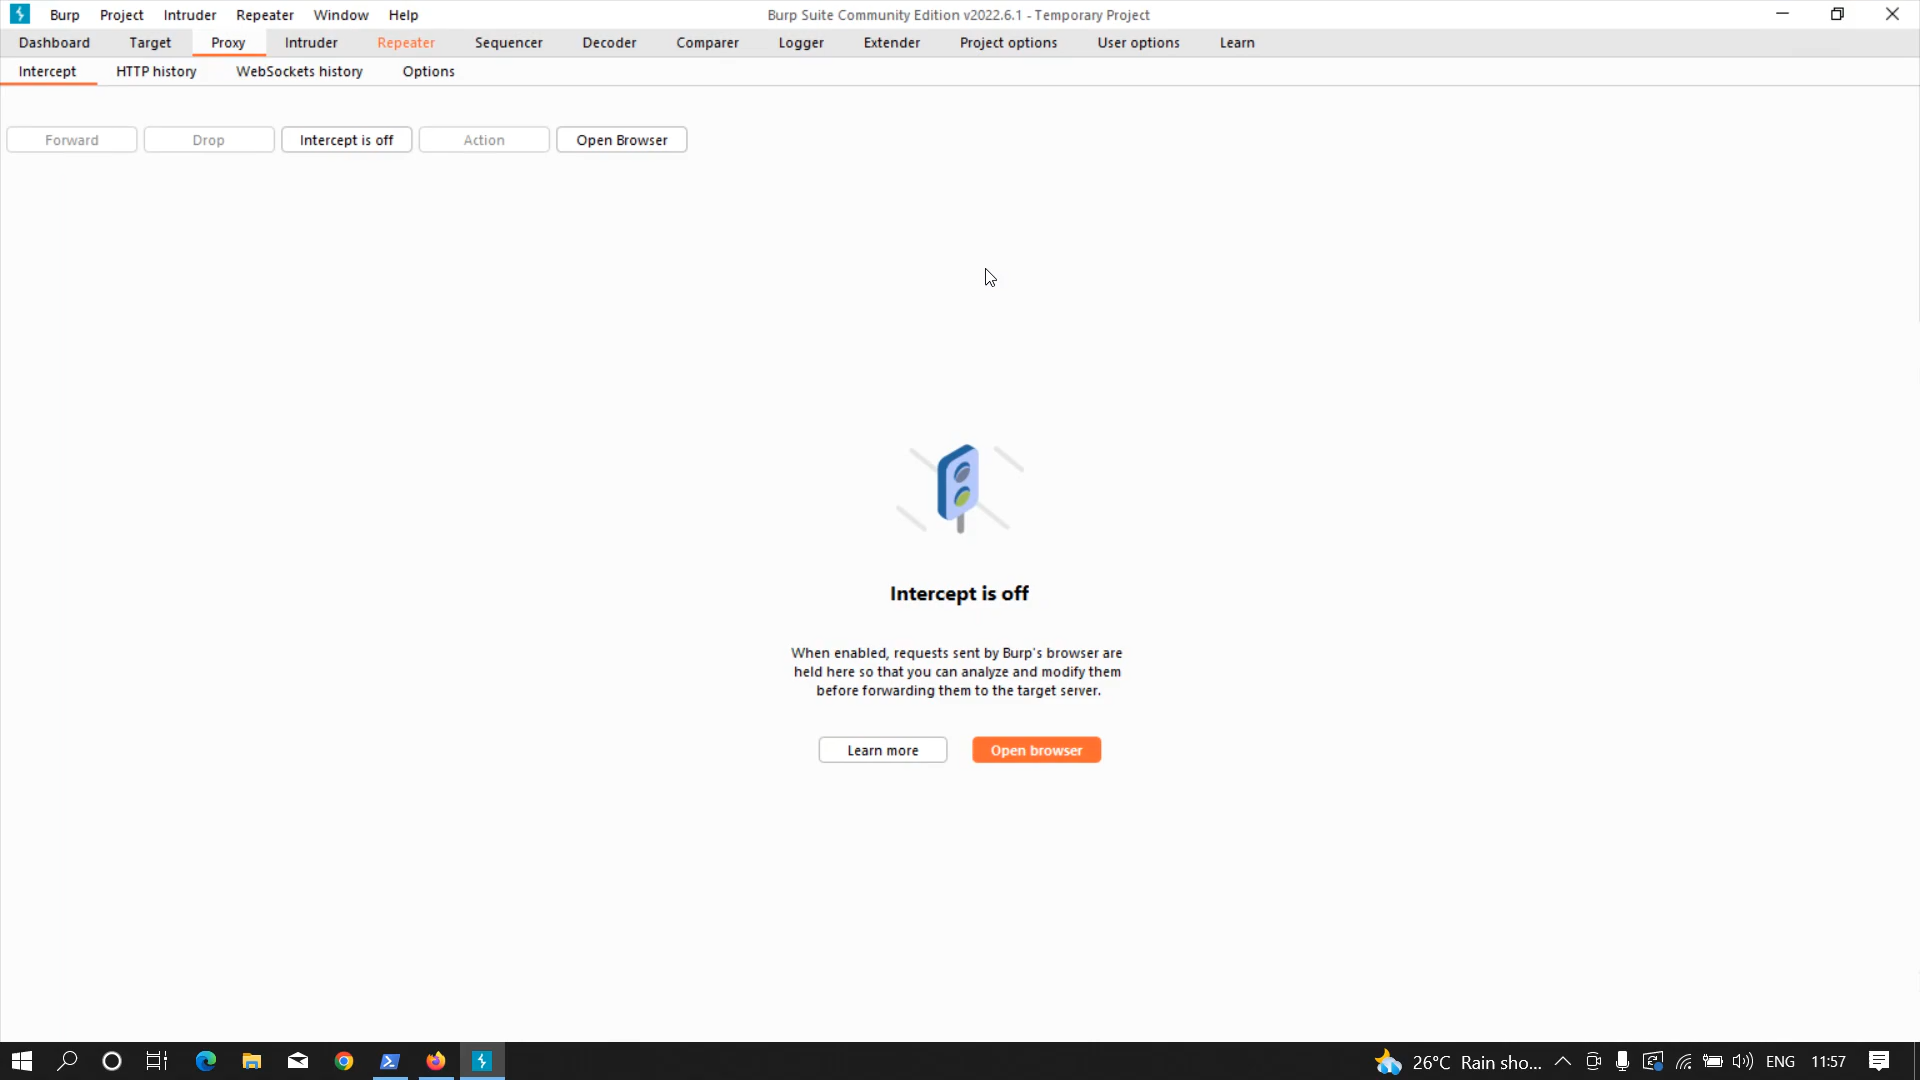 Burp Project Intruder Repeater Window Help
Burp Suite Community Edition v2022.6.1 - Temporary Project
Dashboard Target Proxy Intruder Repeater Sequencer Decoder Comparer Logger Extender Project options User options Learn
Intercept HTTP history WebSockets history Options
Forward Drop Intercept is off Action Open Browser
Intercept is off
When enabled, requests sent by Burp's browser are
held here so that you can analyze and modify them
before forwarding them to the target server.
Learn more Open browser
26°C Rain sho... ENG 11:57